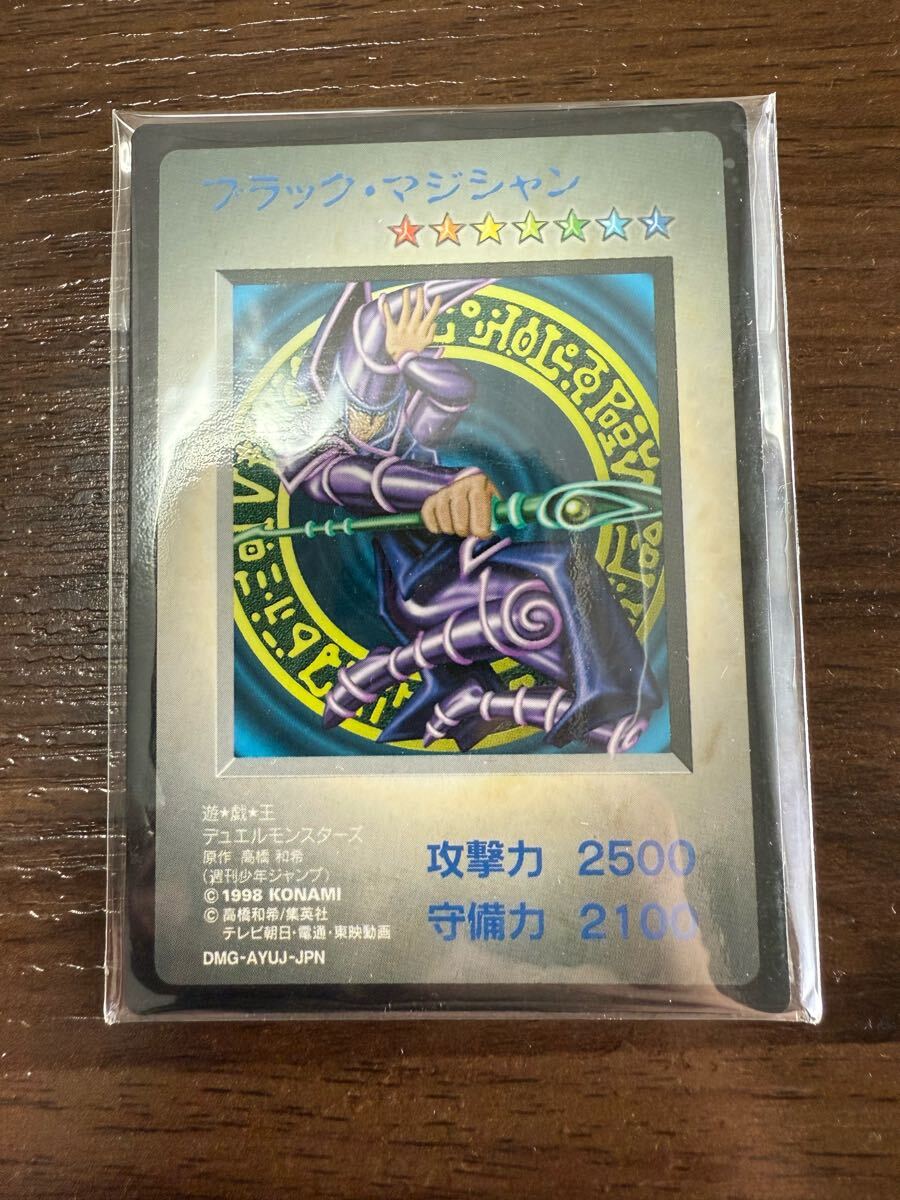 ブラック・マジシャン
遊★戯★王
デュエルモンスターズ
原作 高橋 和希
(週刊少年ジャンプ)
© 1998 KONAMI
© 高橋和希/集英社
テレビ朝日・電通・東映動画
DMG-AYUJ-JPN
攻撃力 2500
守備力 2100